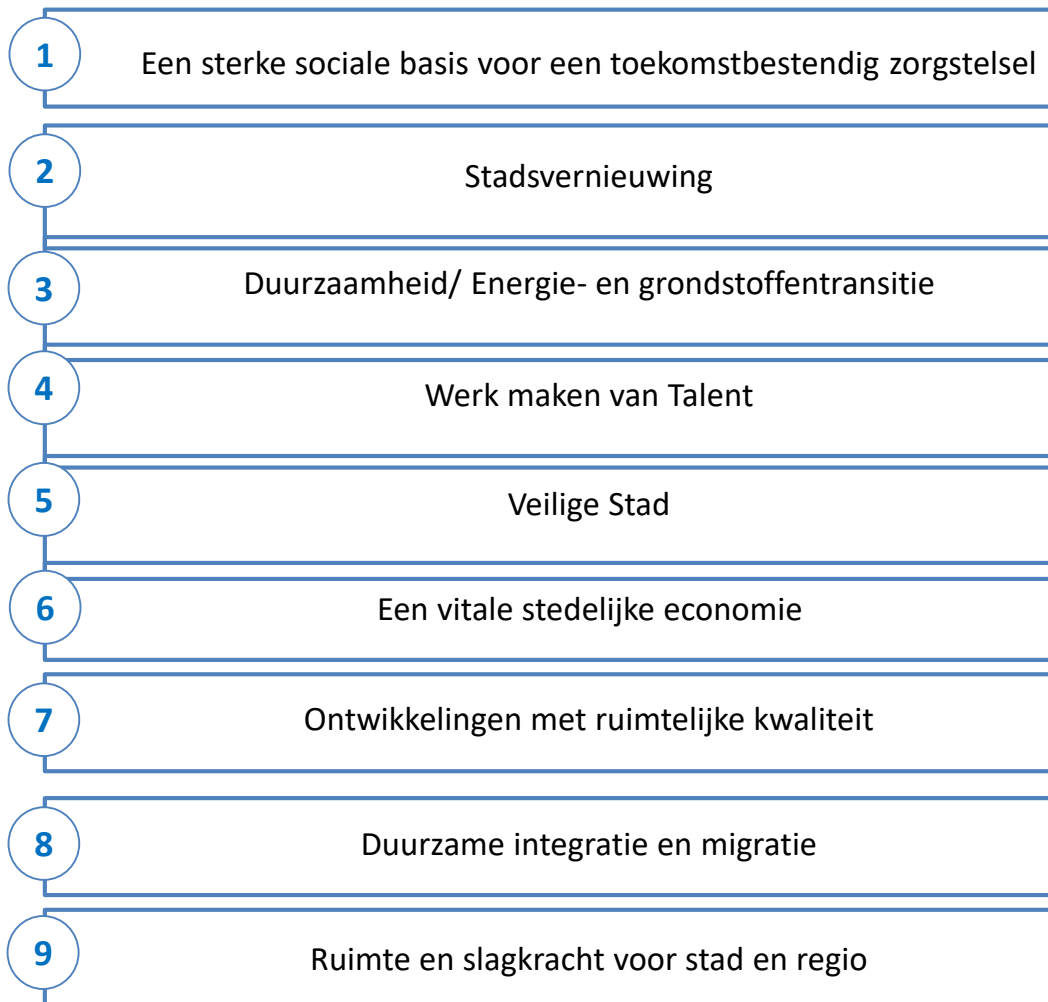 1
Een sterke sociale basis voor een toekomstbestendig zorgstelsel
2
Stadsvernieuwing
3
Duurzaamheid/ Energie- en grondstoffentransitie
4
Werk maken van Talent
5
Veilige Stad
6
Een vitale stedelijke economie
7
Ontwikkelingen met ruimtelijke kwaliteit
8
Duurzame integratie en migratie
9
Ruimte en slagkracht voor stad en regio